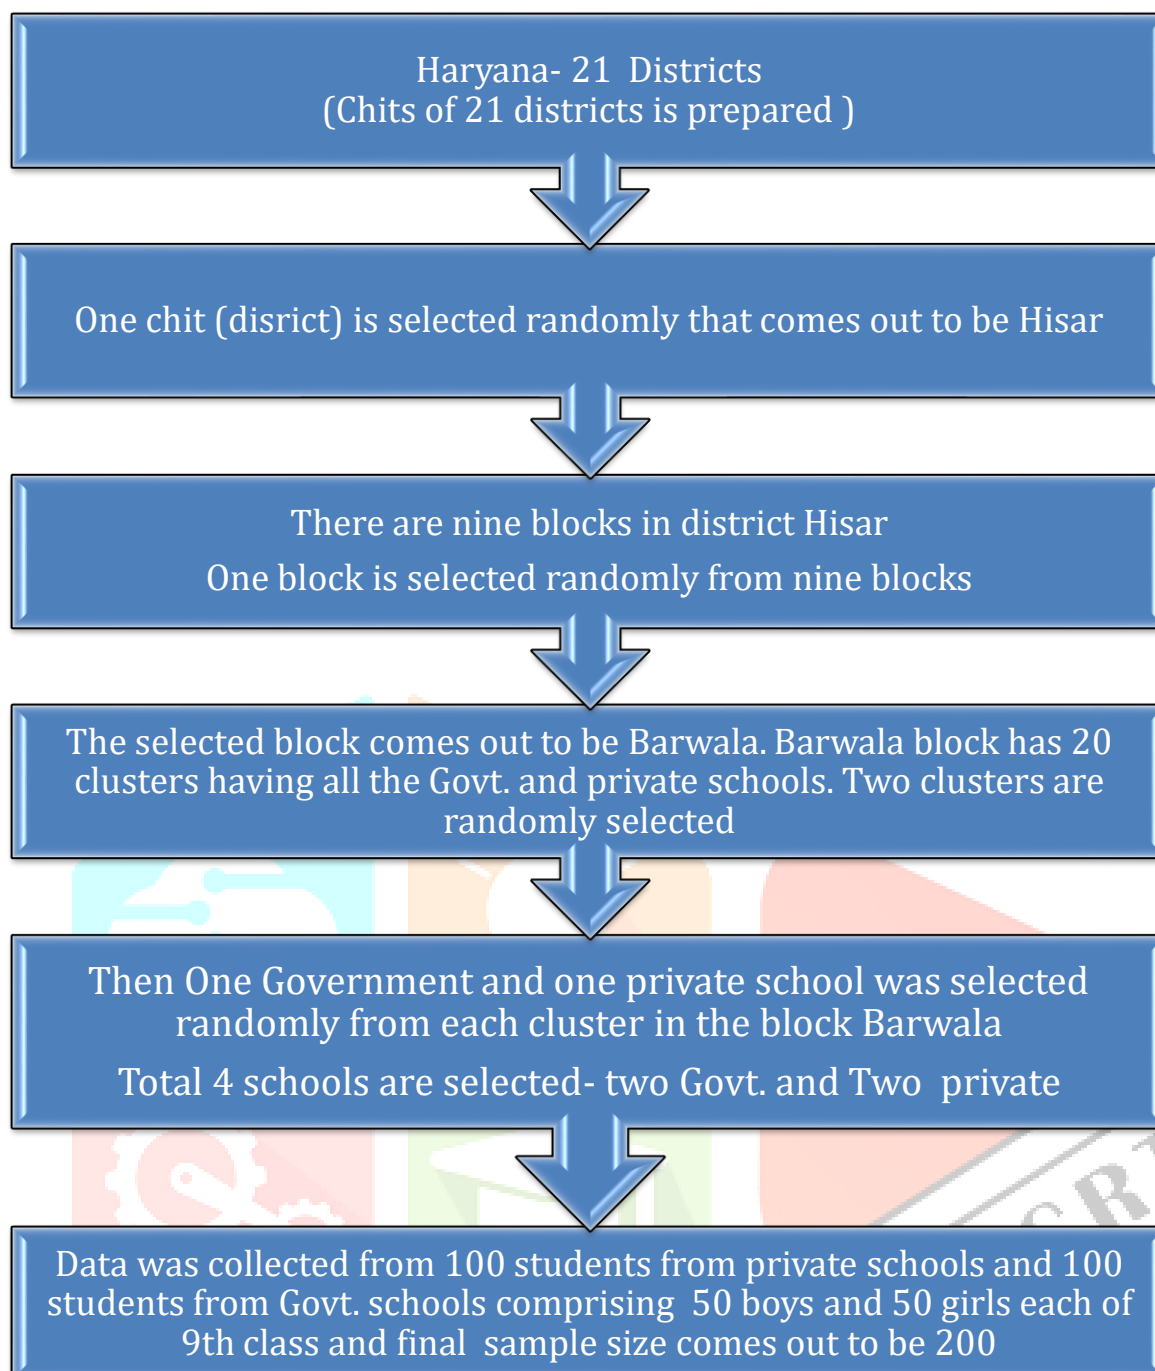 Haryana- 21 Districts
(Chits of 21 districts is prepared )
One chit (disrict) is selected randomly that comes out to be Hisar
There are nine blocks in district Hisar
One block is selected randomly from nine blocks
The selected block comes out to be Barwala. Barwala block has 20
clusters having all the Govt. and private schools. Two clusters are
randomly selected
Then One Government and one private school was selected
randomly from each cluster in the block Barwala
Total 4 schools are selected- two Govt. and Two private
Data was collected from 100 students from private schools and 100
students from Govt. schools comprising 50 boys and 50 girls each of
9th class and final sample size comes out to be 200